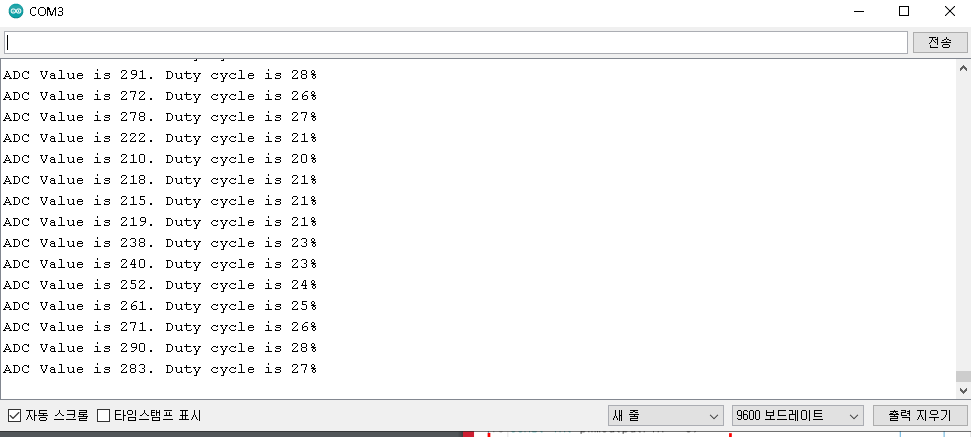 COM3
전송
ADC Value is 291. Duty cycle is 28%
ADC Value is 272. Duty cycle is 26%
ADC Value is 278. Duty cycle is 27%
ADC Value is 222. Duty cycle is 21%
ADC Value is 210. Duty cycle is 20%
ADC Value is 218. Duty cycle is 21%
ADC Value is 215. Duty cycle is 21%
ADC Value is 219. Duty cycle is 21%
ADC Value is 238. Duty cycle is 23%
ADC Value is 240. Duty cycle is 23%
ADC Value is 252. Duty cycle is 24%
ADC Value is 261. Duty cycle is 25%
ADC Value is 271. Duty cycle is 26%
ADC Value is 290. Duty cycle is 28%
ADC Value is 283. Duty cycle is 27%
자동 스크롤 타임스탬프 표시 새 줄 9600 보드레이트 출력 지우기